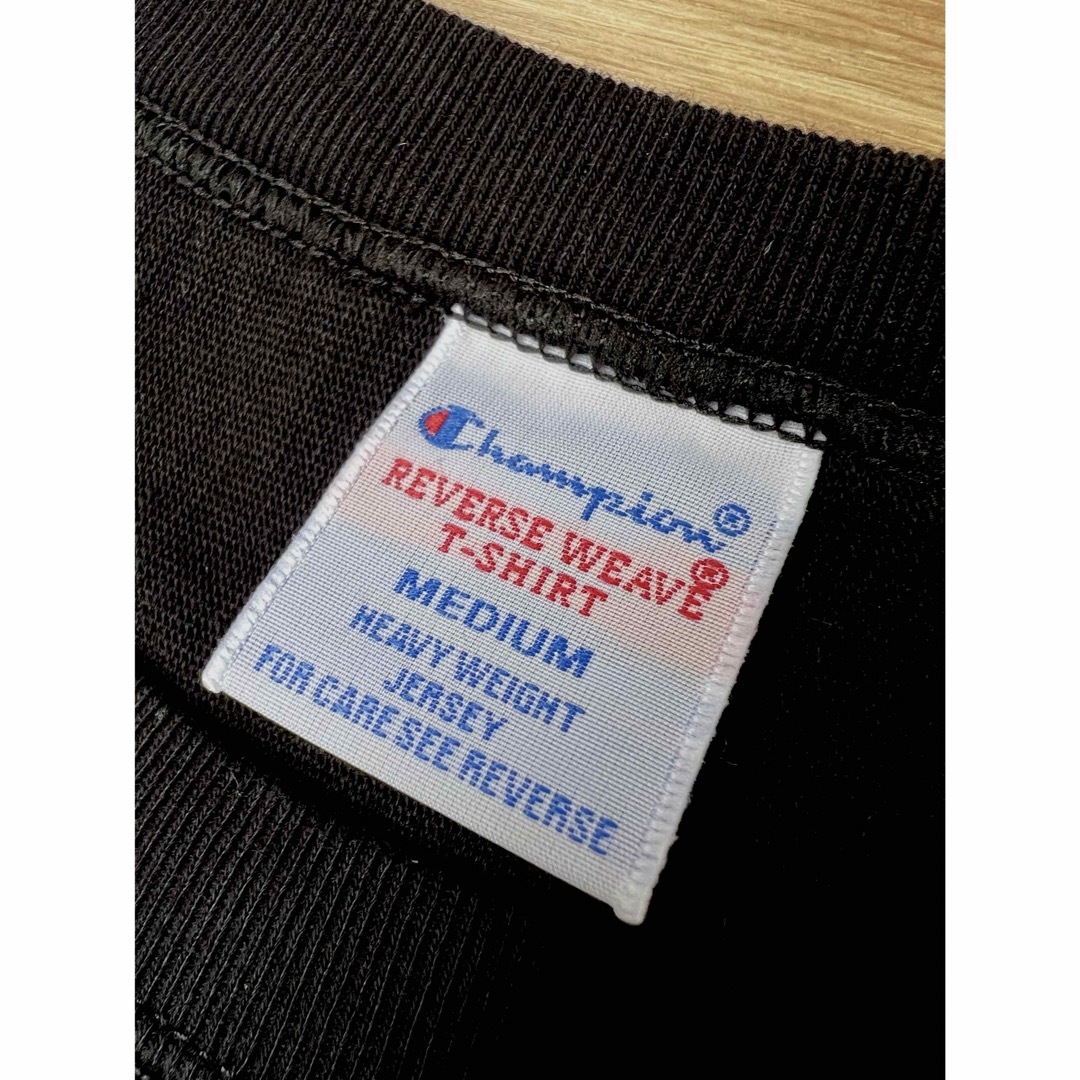 Champion®
REVERSE WEAVE®
T-SHIRT
MEDIUM
HEAVY WEIGHT
JERSEY
FOR CARE SEE REVERSE